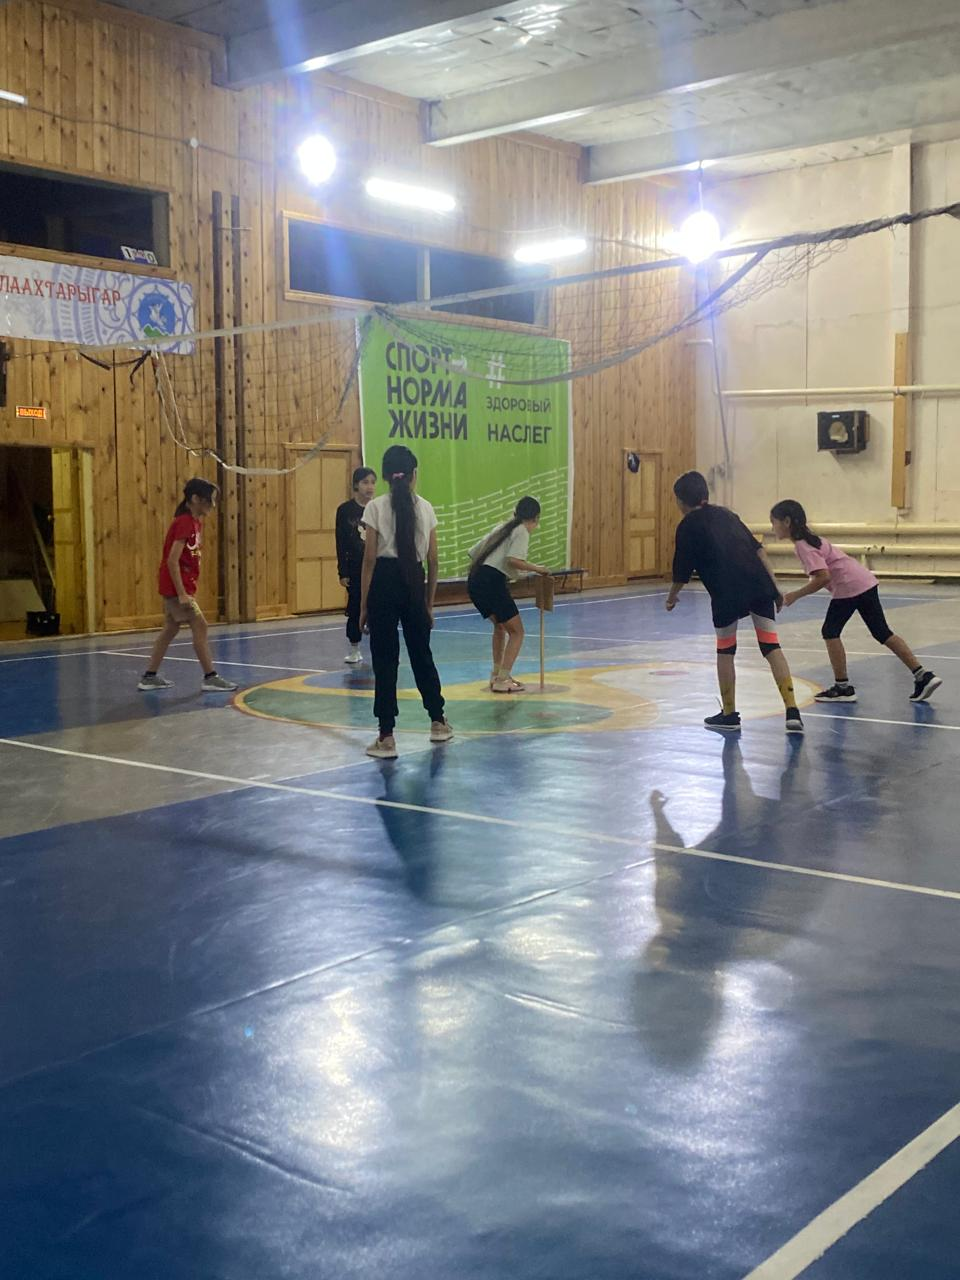 ЛААХТАРЫГАР
ВЫХОД
СПОРТ
НОРМА
ЖИЗНИ
#
ЗДОРОВЫЙ
НАСЛЕГ